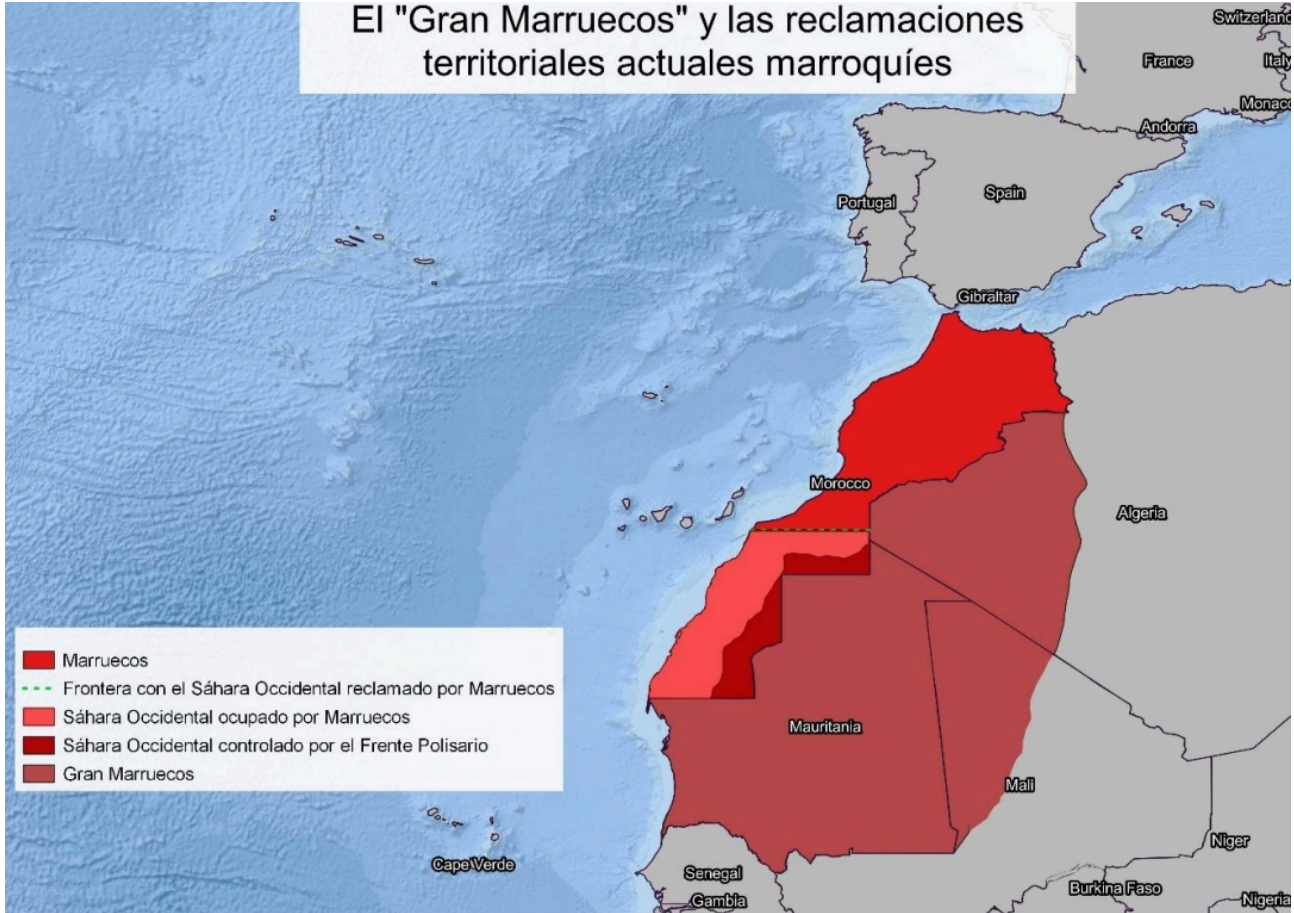 El "Gran Marruecos" y las reclamaciones
territoriales actuales marroquíes
Switzerland
France
Italy
Monaco
Andorra
Portugal
Spain
Gibraltar
Morocco
Algeria
Marruecos
Frontera con el Sáhara Occidental reclamado por Marruecos
Sáhara Occidental ocupado por Marruecos
Sáhara Occidental controlado por el Frente Polisario
Gran Marruecos
Mauritania
Mali
Niger
Cape Verde
Senegal
Gambia
Burkina Faso
Nigeria